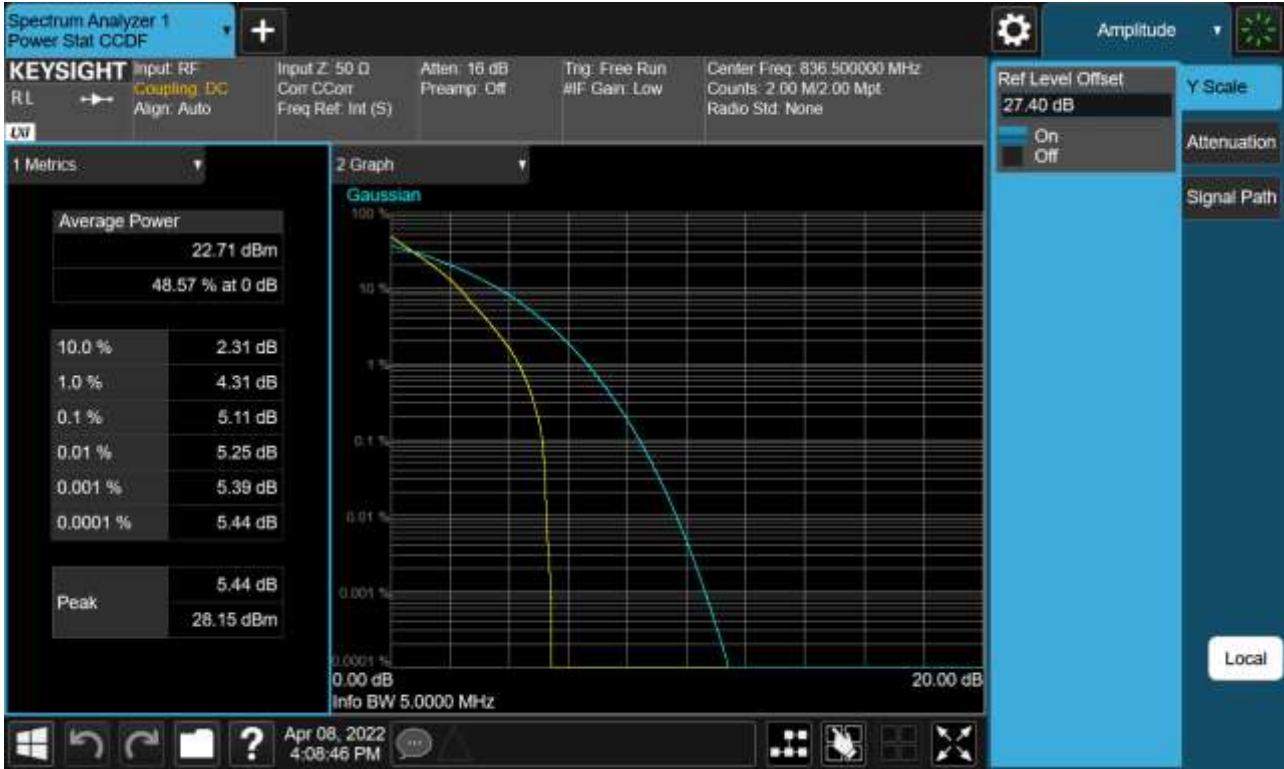 Spectrum Analyzer 1
Power Stat CCDF
+
Amplitude
KEYSIGHT
RL
LXI
Input: RF
Coupling: DC
Align: Auto
Input Z: 50 Ω
Corr CCorr
Freq Ref: Int (S)
Atten: 16 dB
Preamp: Off
Trig: Free Run
#IF Gain: Low
Center Freq: 836.500000 MHz
Counts: 2.00 M/2.00 Mpt
Radio Std: None
Ref Level Offset
27.40 dB
On
Off
Y Scale
Attenuation
Signal Path
1 Metrics
Average Power
22.71 dBm
48.57 % at 0 dB
10.0 % 2.31 dB
1.0 % 4.31 dB
0.1 % 5.11 dB
0.01 % 5.25 dB
0.001 % 5.39 dB
0.0001 % 5.44 dB
Peak
5.44 dB
28.15 dBm
2 Graph
Gaussian
100 %
10 %
1 %
0.1 %
0.01 %
0.001 %
0.0001 %
0.00 dB
20.00 dB
Info BW 5.0000 MHz
Local
?
Apr 08, 2022
4:08:46 PM